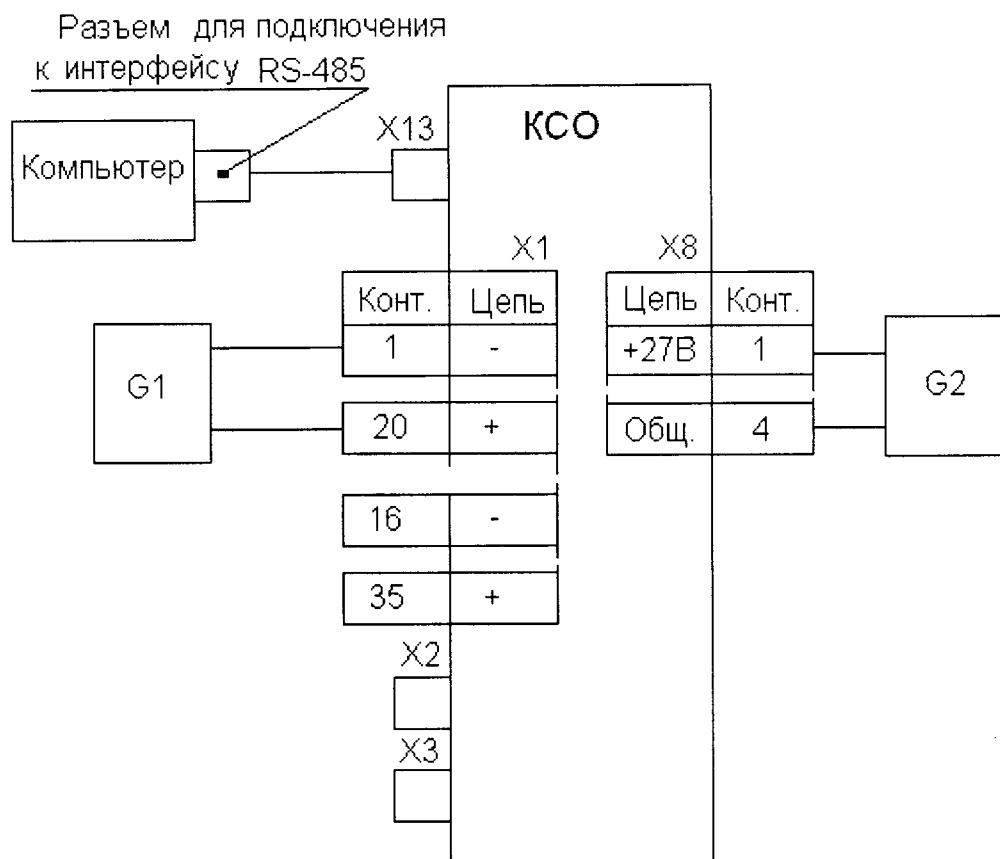 Разъем для подключения
к интерфейсу RS-485
КСО
X13
Компьютер
X1
X8
Конт. Цепь
Цепь Конт.
1 -
+27В 1
G1
G2
20 +
Общ. 4
16 -
35 +
X2
X3